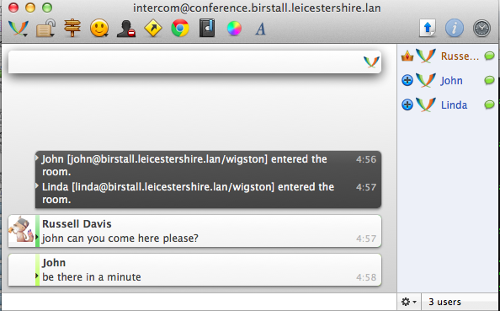 intercom@conference.birstall.leicestershire.lan
A
Russe...
John
Linda
John [john@birstall.leicestershire.lan/wigston] entered the 4:56
room.
Linda [linda@birstall.leicestershire.lan/wigston] entered the 4:57
room.
Russell Davis
john can you come here please? 4:57
John
be there in a minute 4:58
3 users